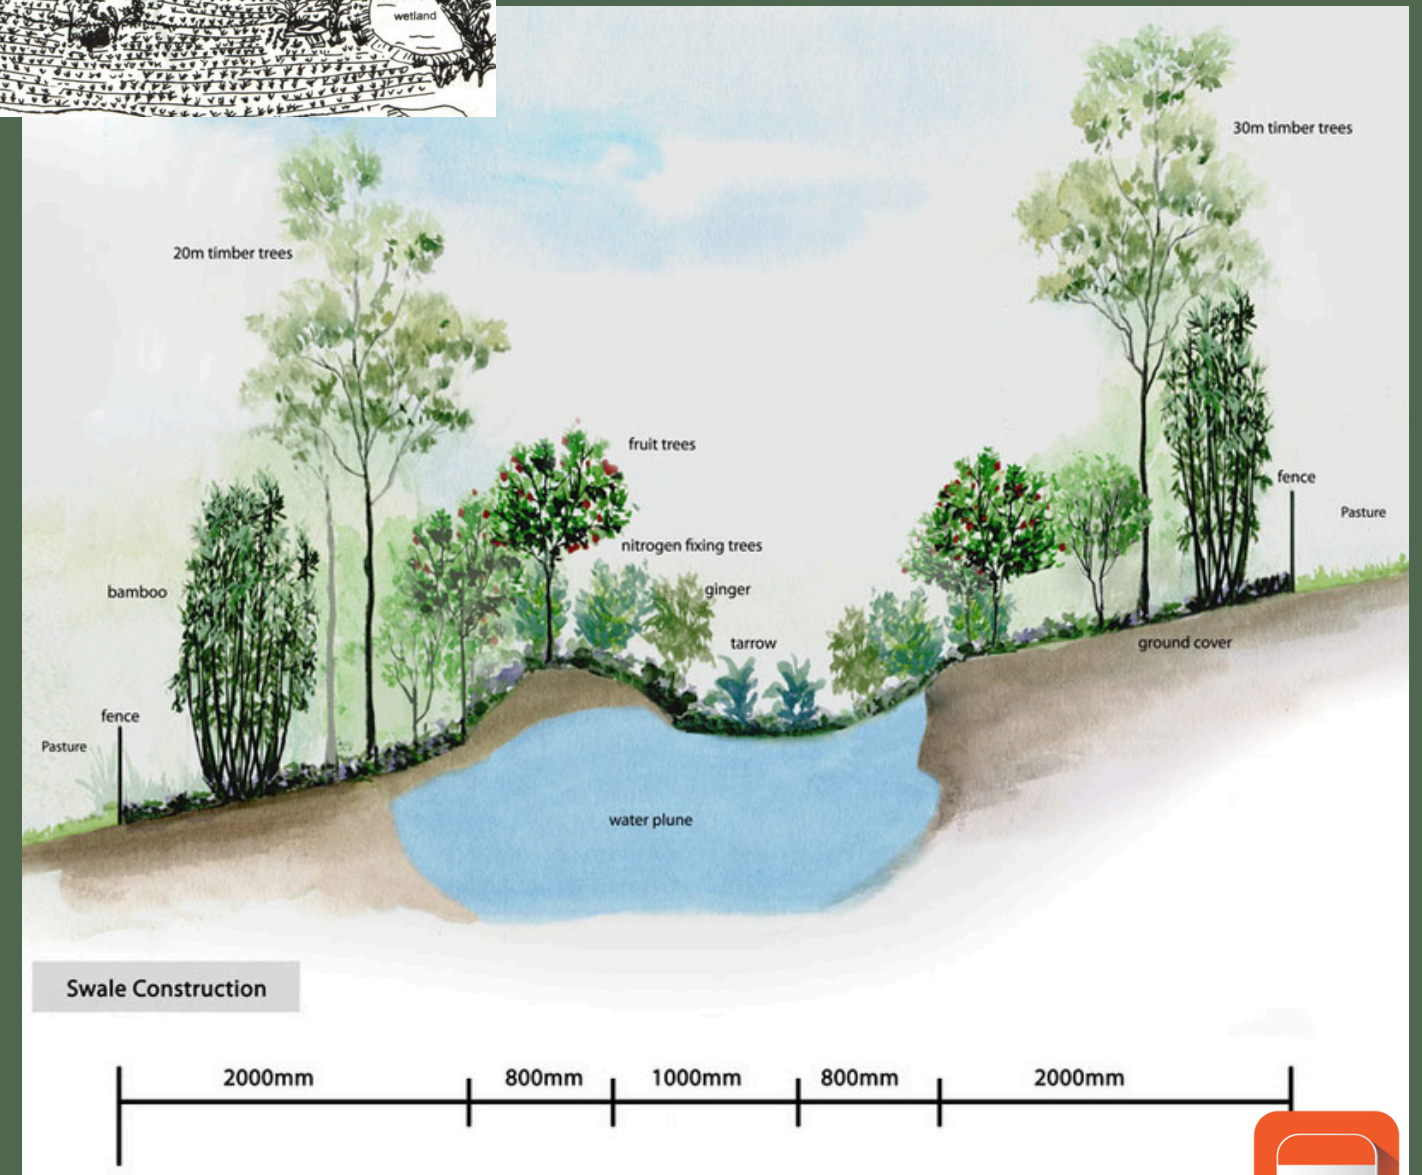 wetland
30m timber trees
20m timber trees
fruit trees
fence
Pasture
nitrogen fixing trees
ginger
bamboo
tarrow
ground cover
fence
Pasture
water plune
Swale Construction
2000mm 800mm 1000mm 800mm 2000mm